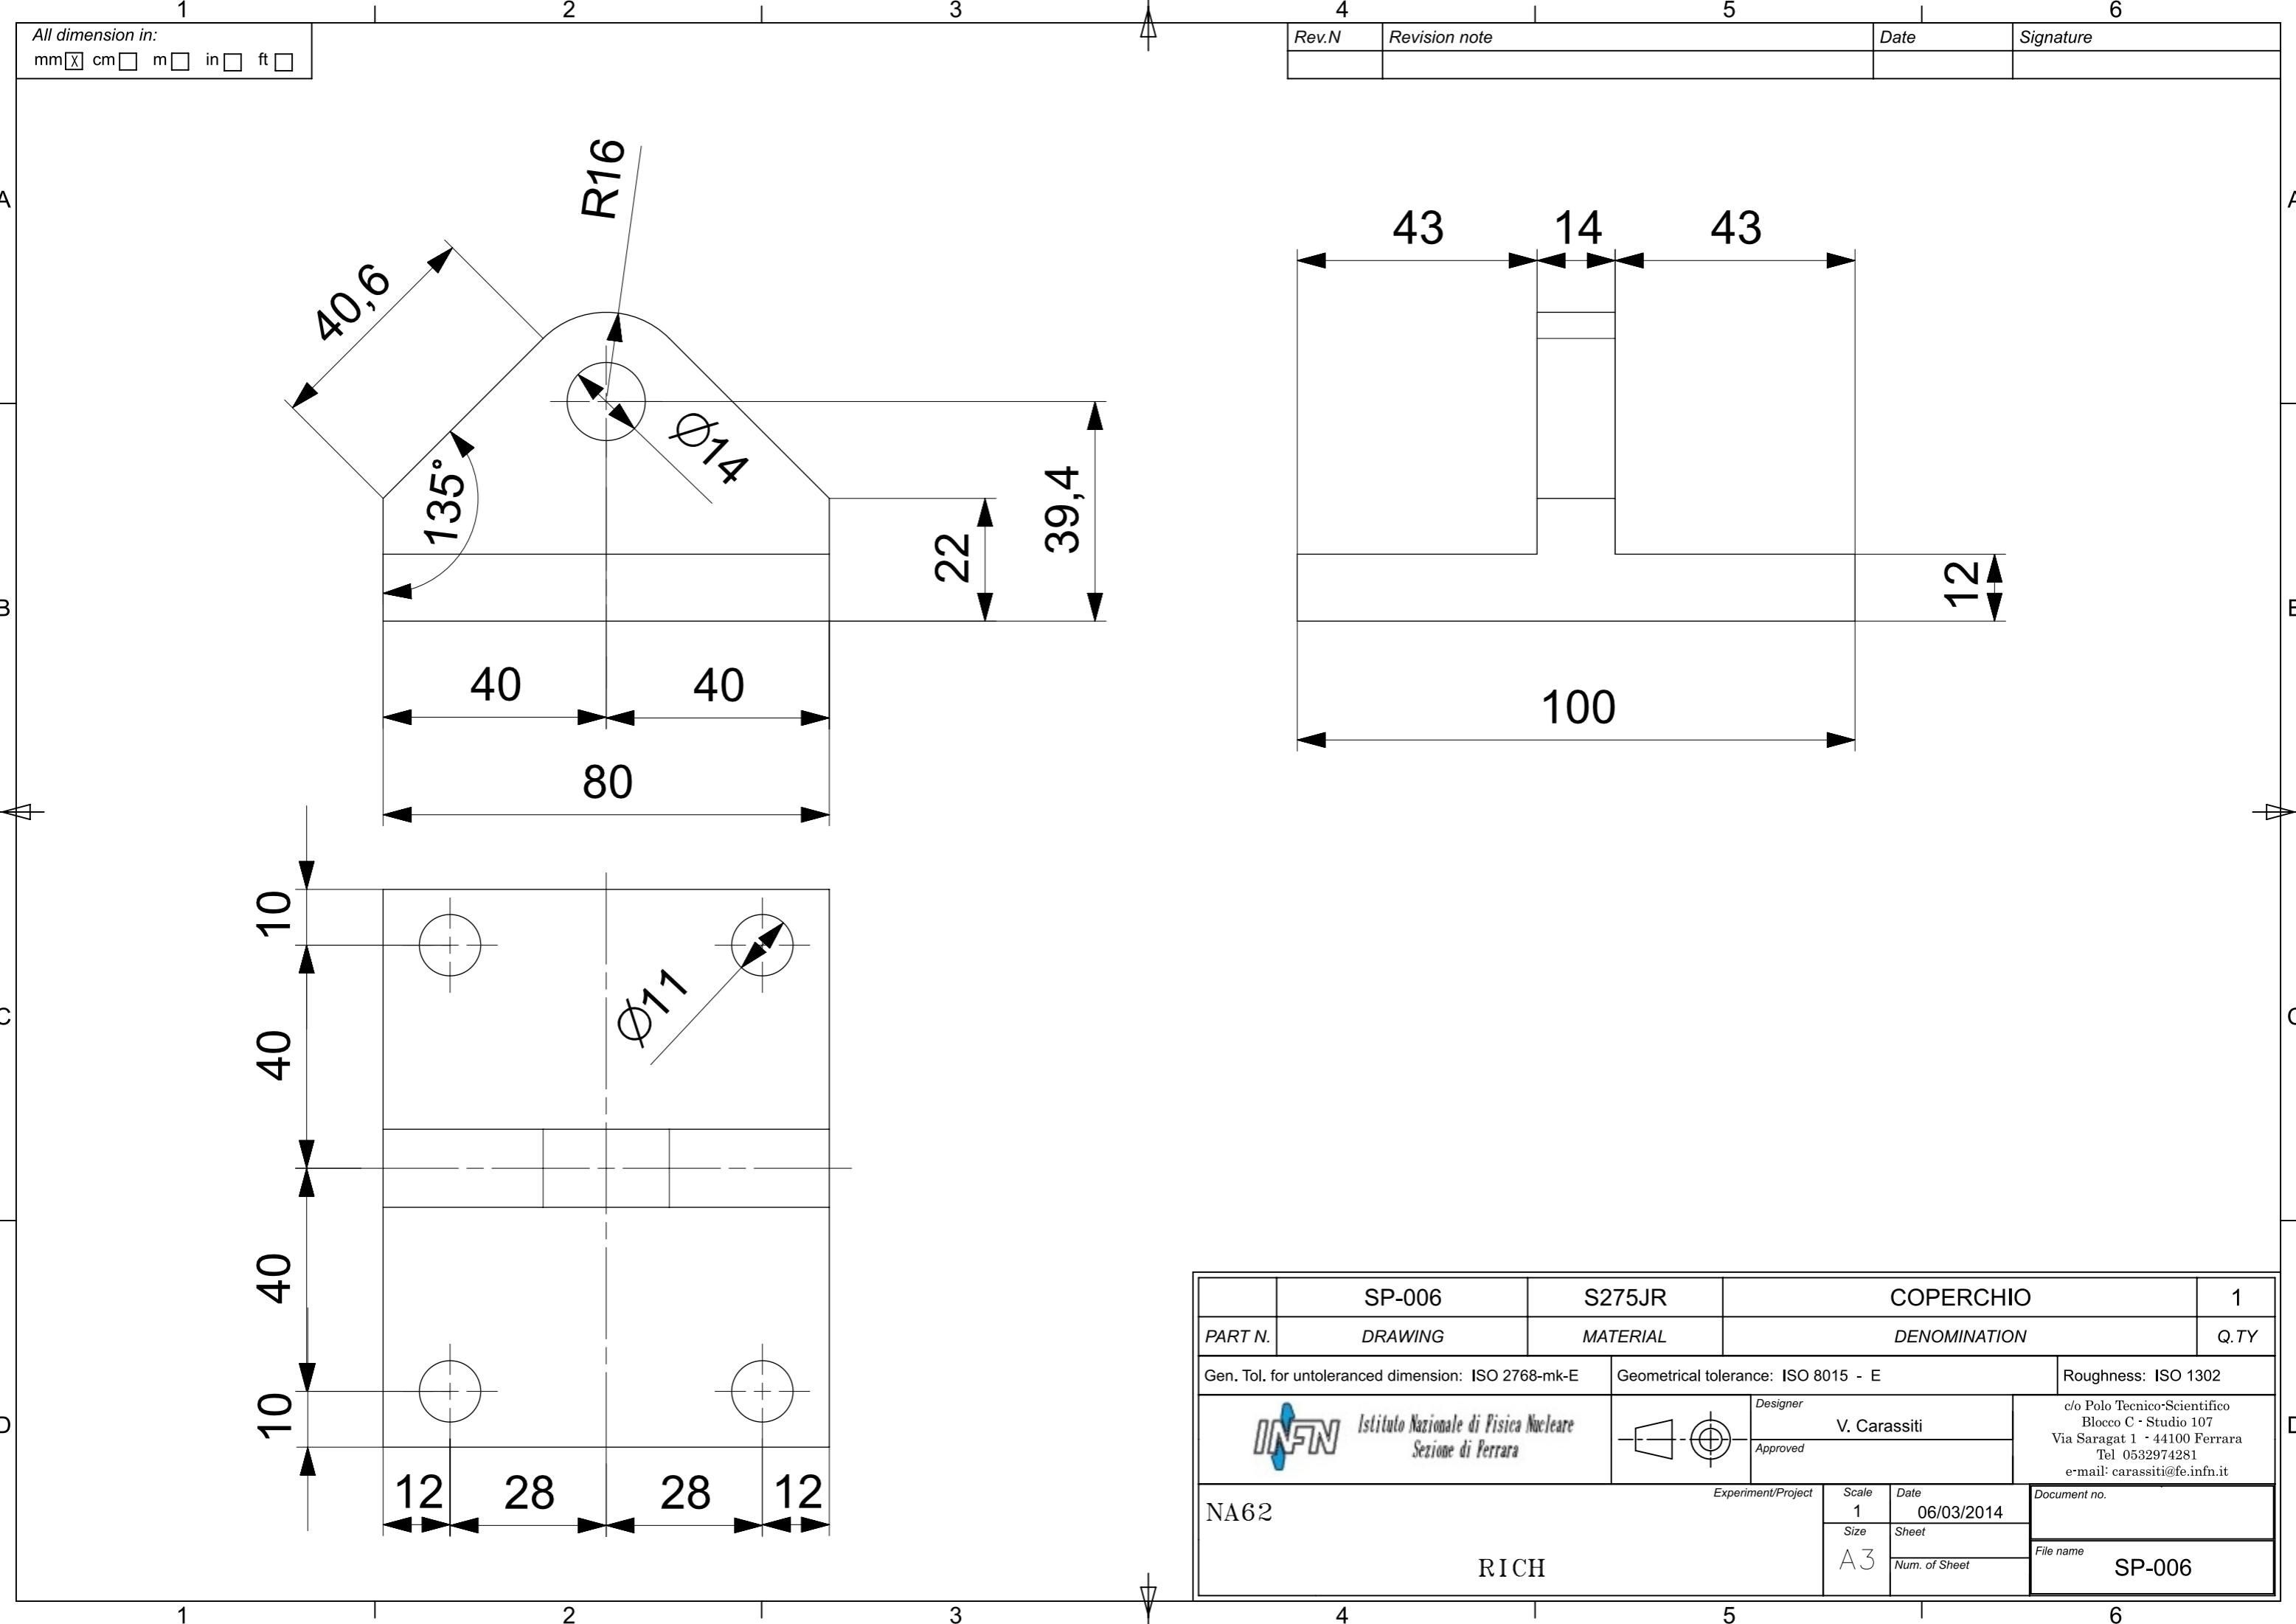 1 2 3 4 5 6
All dimension in:
mm X cm m in ft
Rev.N Revision note Date Signature
A A
B B
C C
D D
R16
40,6
Ø14
135°
39,4
22
40 40
80
43 14 43
12
100
10
40
40
10
Ø11
12 28 28 12
SP-006 S275JR COPERCHIO 1
PART N. DRAWING MATERIAL DENOMINATION Q.TY
Gen. Tol. for untoleranced dimension: ISO 2768-mk-E Geometrical tolerance: ISO 8015 - E Roughness: ISO 1302
INFN
Istituto Nazionale di Fisica Nucleare
Sezione di Ferrara
Designer
V. Carassiti
Approved
c/o Polo Tecnico-Scientifico
Blocco C - Studio 107
Via Saragat 1 - 44100 Ferrara
Tel 0532974281
e-mail: carassiti@fe.infn.it
Experiment/Project
NA62
RICH
Scale
1
Date
06/03/2014
Size
A3
Sheet
Num. of Sheet
Document no.
File name
SP-006
1 2 3 4 5 6